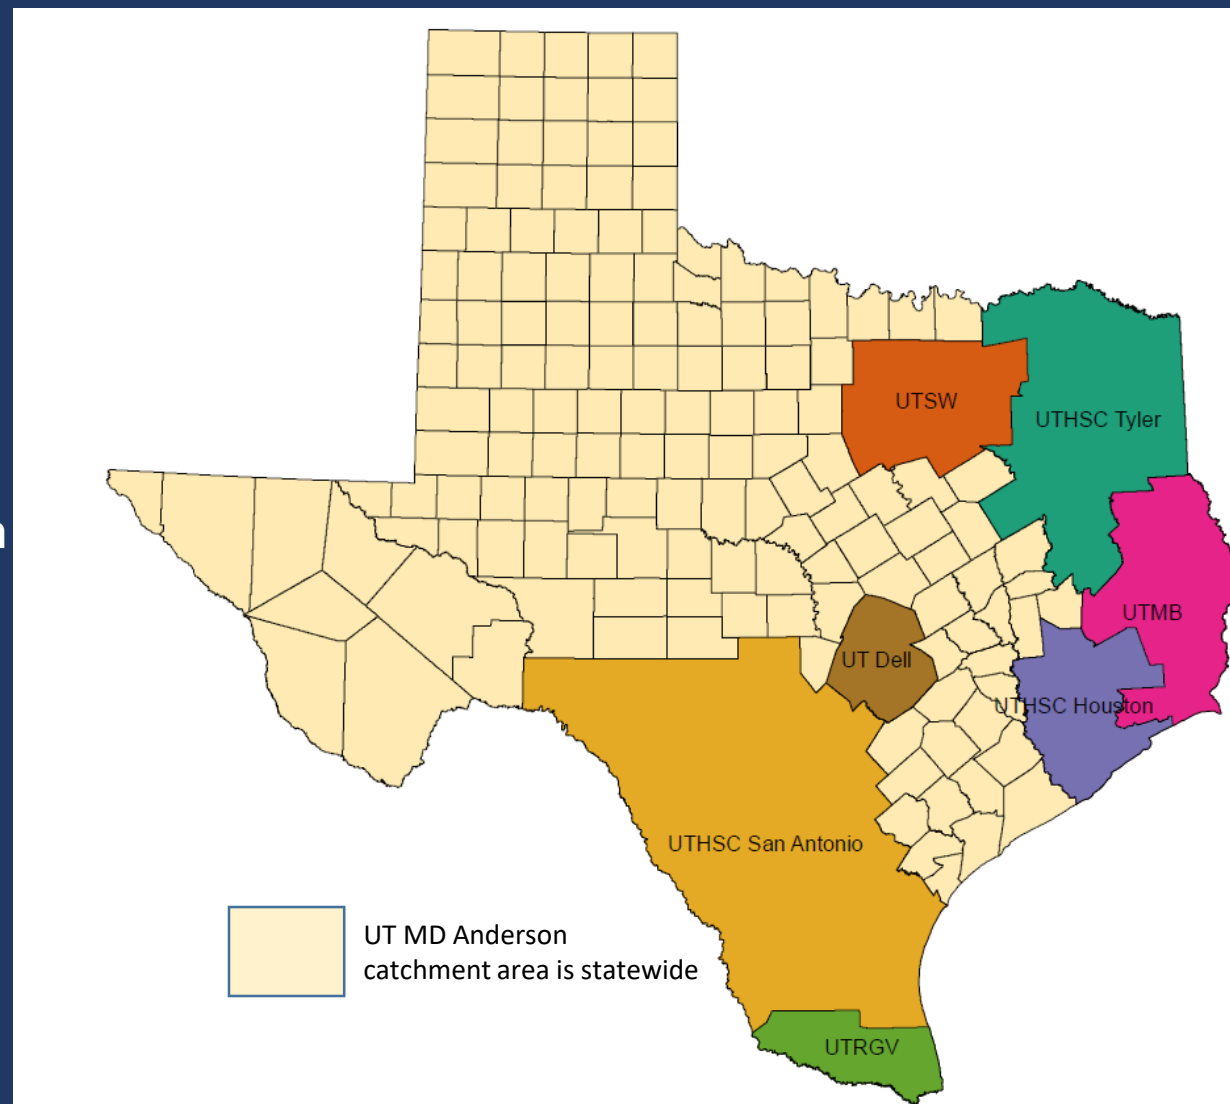 UTSW
UTHSC Tyler
n
UTMB
UT Dell
UTHSC Houston
UTHSC San Antonio
UT MD Anderson
catchment area is statewide
UTRGV